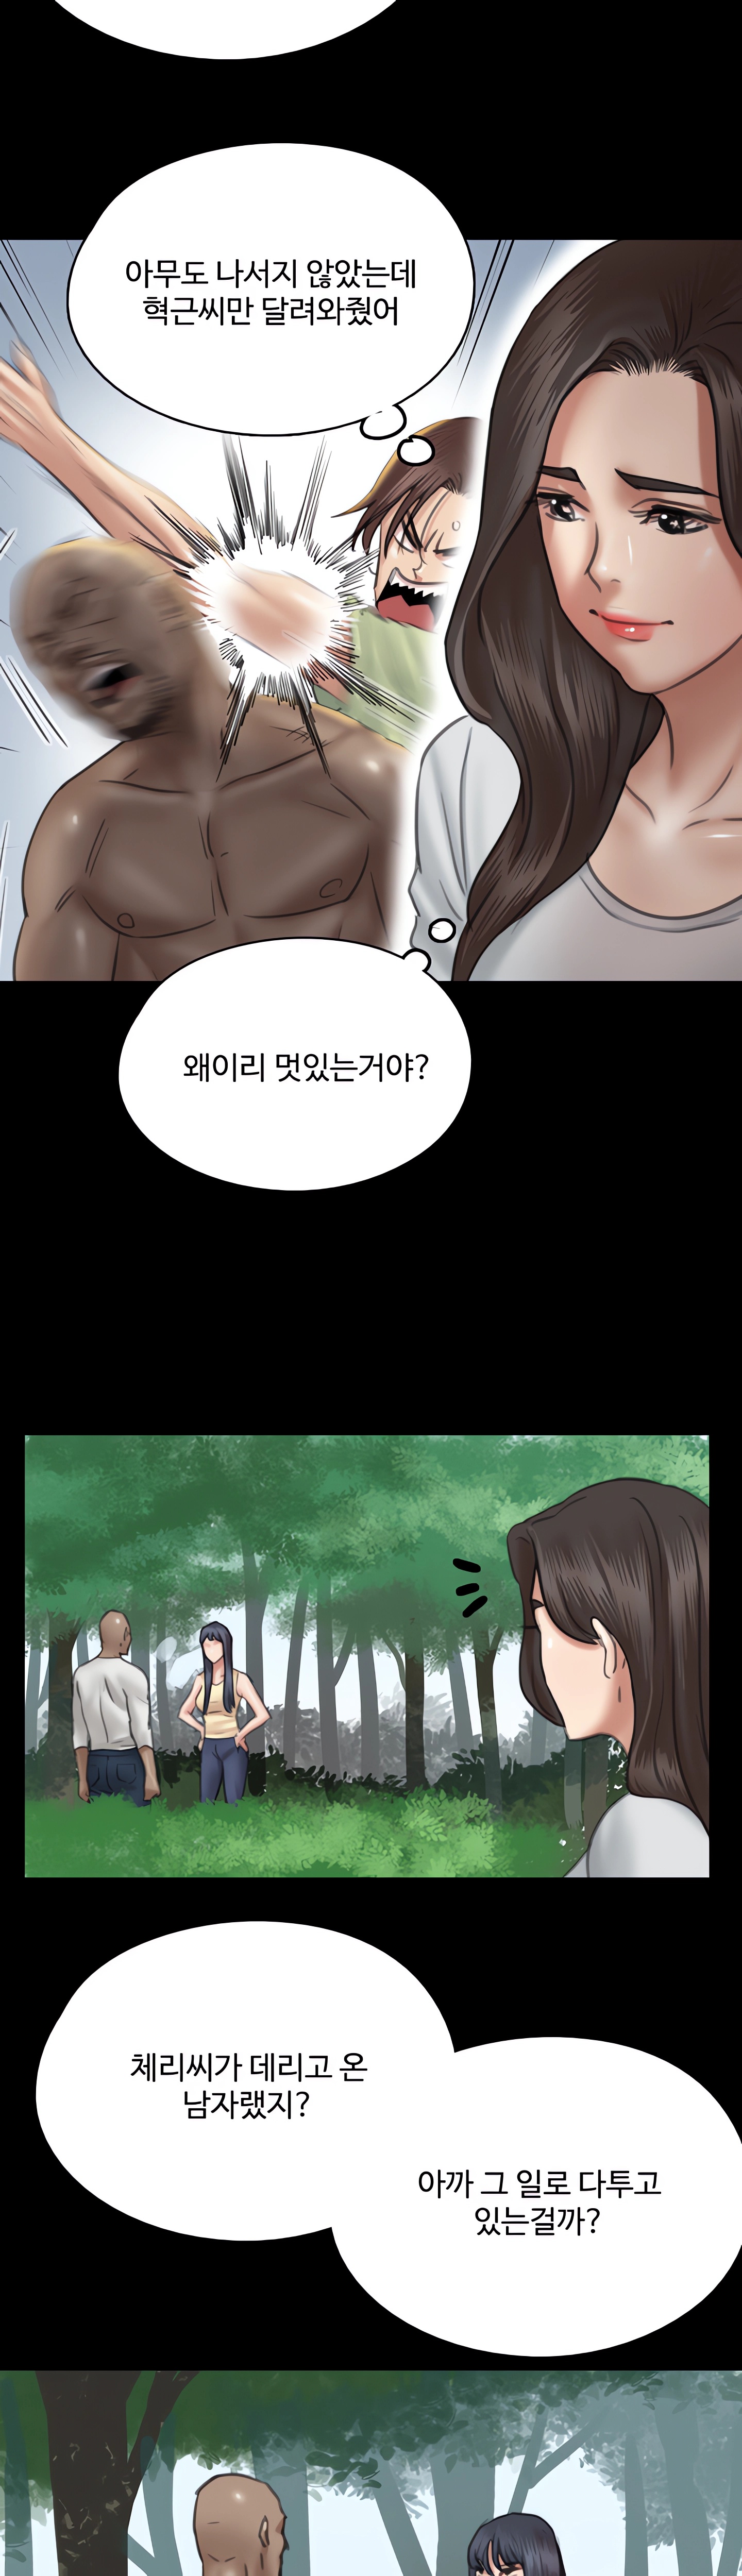 아무도 나서지 않았는데
혁근씨만 달려와줬어
왜이리 멋있는거야?
체리씨가 데리고 온
남자랬지?
아까 그 일로 다투고
있는걸까?